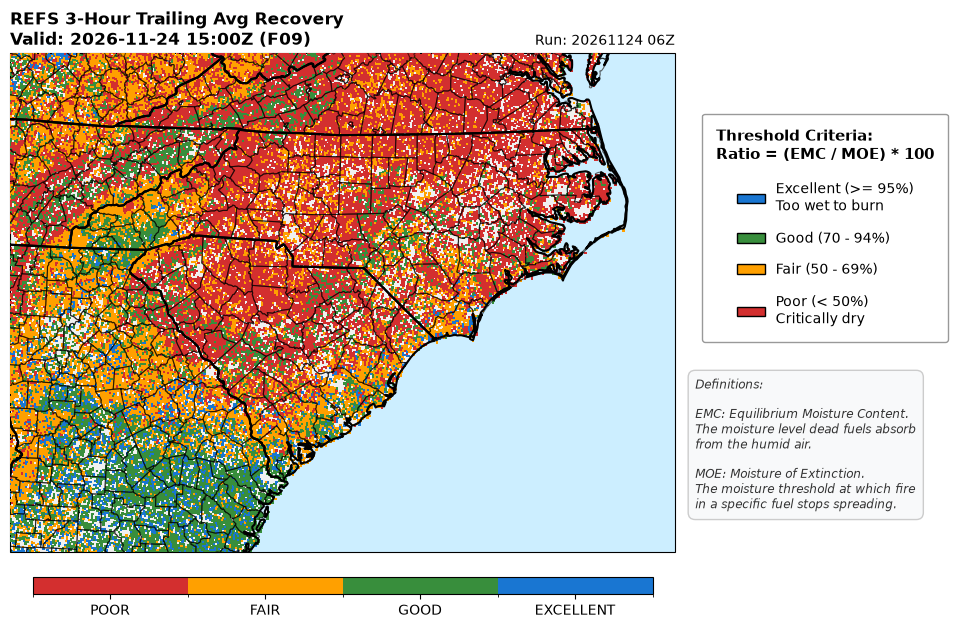 REFS 3-Hour Trailing Avg Recovery
Valid: 2026-11-24 15:00Z (F09)
Run: 20261124 06Z
Threshold Criteria:
Ratio = (EMC / MOE) * 100
Excellent (>= 95%)
Too wet to burn
Good (70 - 94%)
Fair (50 - 69%)
Poor (< 50%)
Critically dry
Definitions:
EMC: Equilibrium Moisture Content.
The moisture level dead fuels absorb
from the humid air.
MOE: Moisture of Extinction.
The moisture threshold at which fire
in a specific fuel stops spreading.
POOR
FAIR
GOOD
EXCELLENT